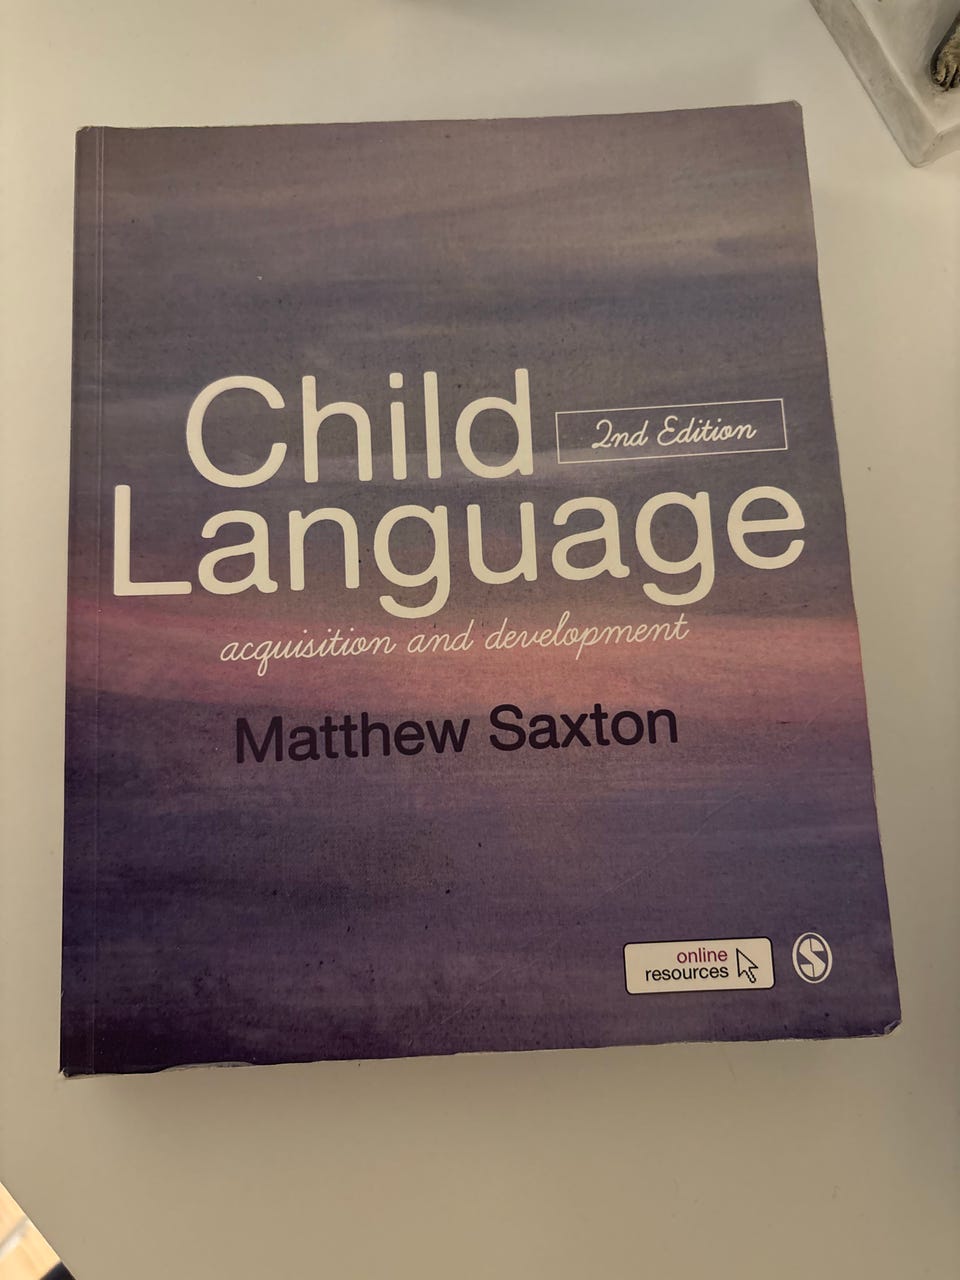 Child
2nd Edition
Language
acquisition and development
Matthew Saxton
online
resources